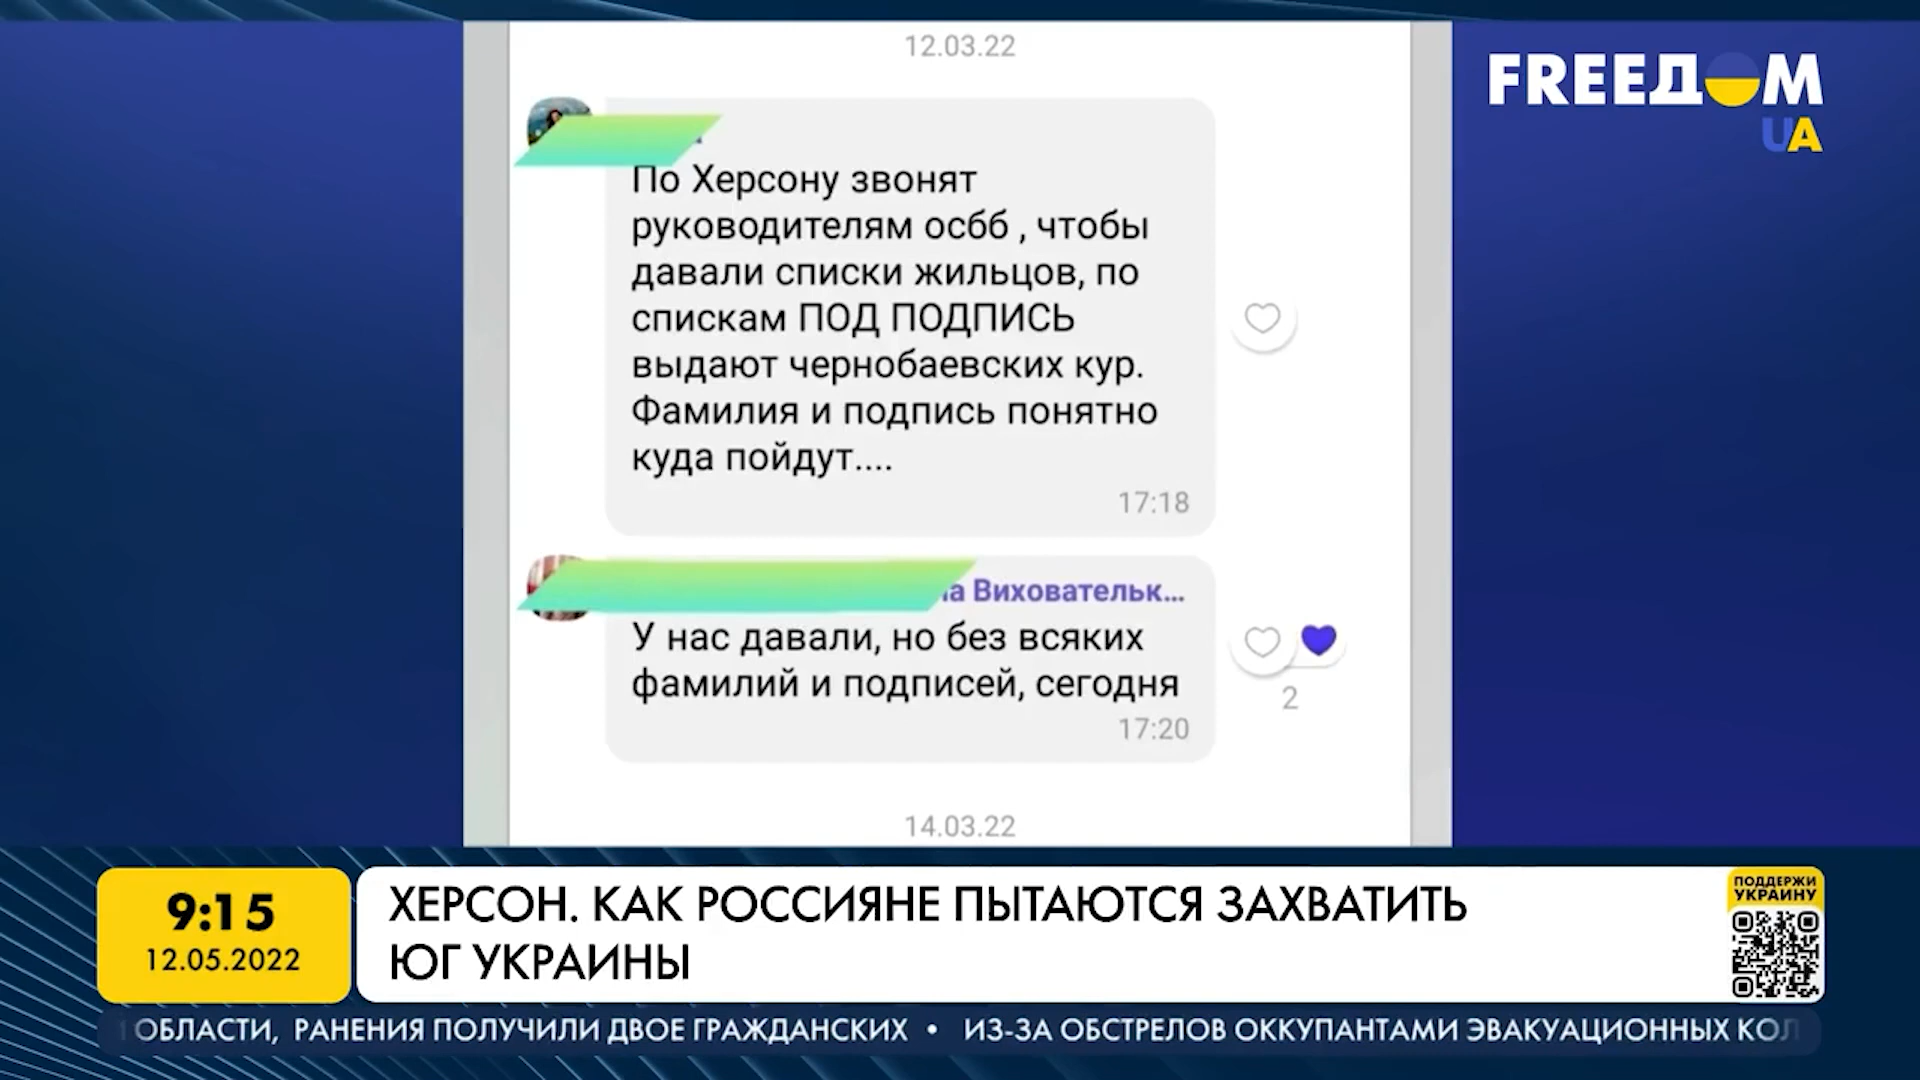 12.03.22
FREEДOM
UA
По Херсону звонят
руководителям осбб , чтобы
давали списки жильцов, по
спискам ПОД ПОДПИСЬ
выдают чернобаевских кур.
Фамилия и подпись понятно
куда пойдут....
17:18
Виховательк...
У нас давали, но без всяких
фамилий и подписей, сегодня
2
17:20
14.03.22
9:15
12.05.2022
ХЕРСОН. КАК РОССИЯНЕ ПЫТАЮТСЯ ЗАХВАТИТЬ
ЮГ УКРАИНЫ
ПОДДЕРЖИ
УКРАИНУ
ОБЛАСТИ, РАНЕНИЯ ПОЛУЧИЛИ ДВОЕ ГРАЖДАНСКИХ • ИЗ-ЗА ОБСТРЕЛОВ ОККУПАНТАМИ ЭВАКУАЦИОННЫХ КОЛ